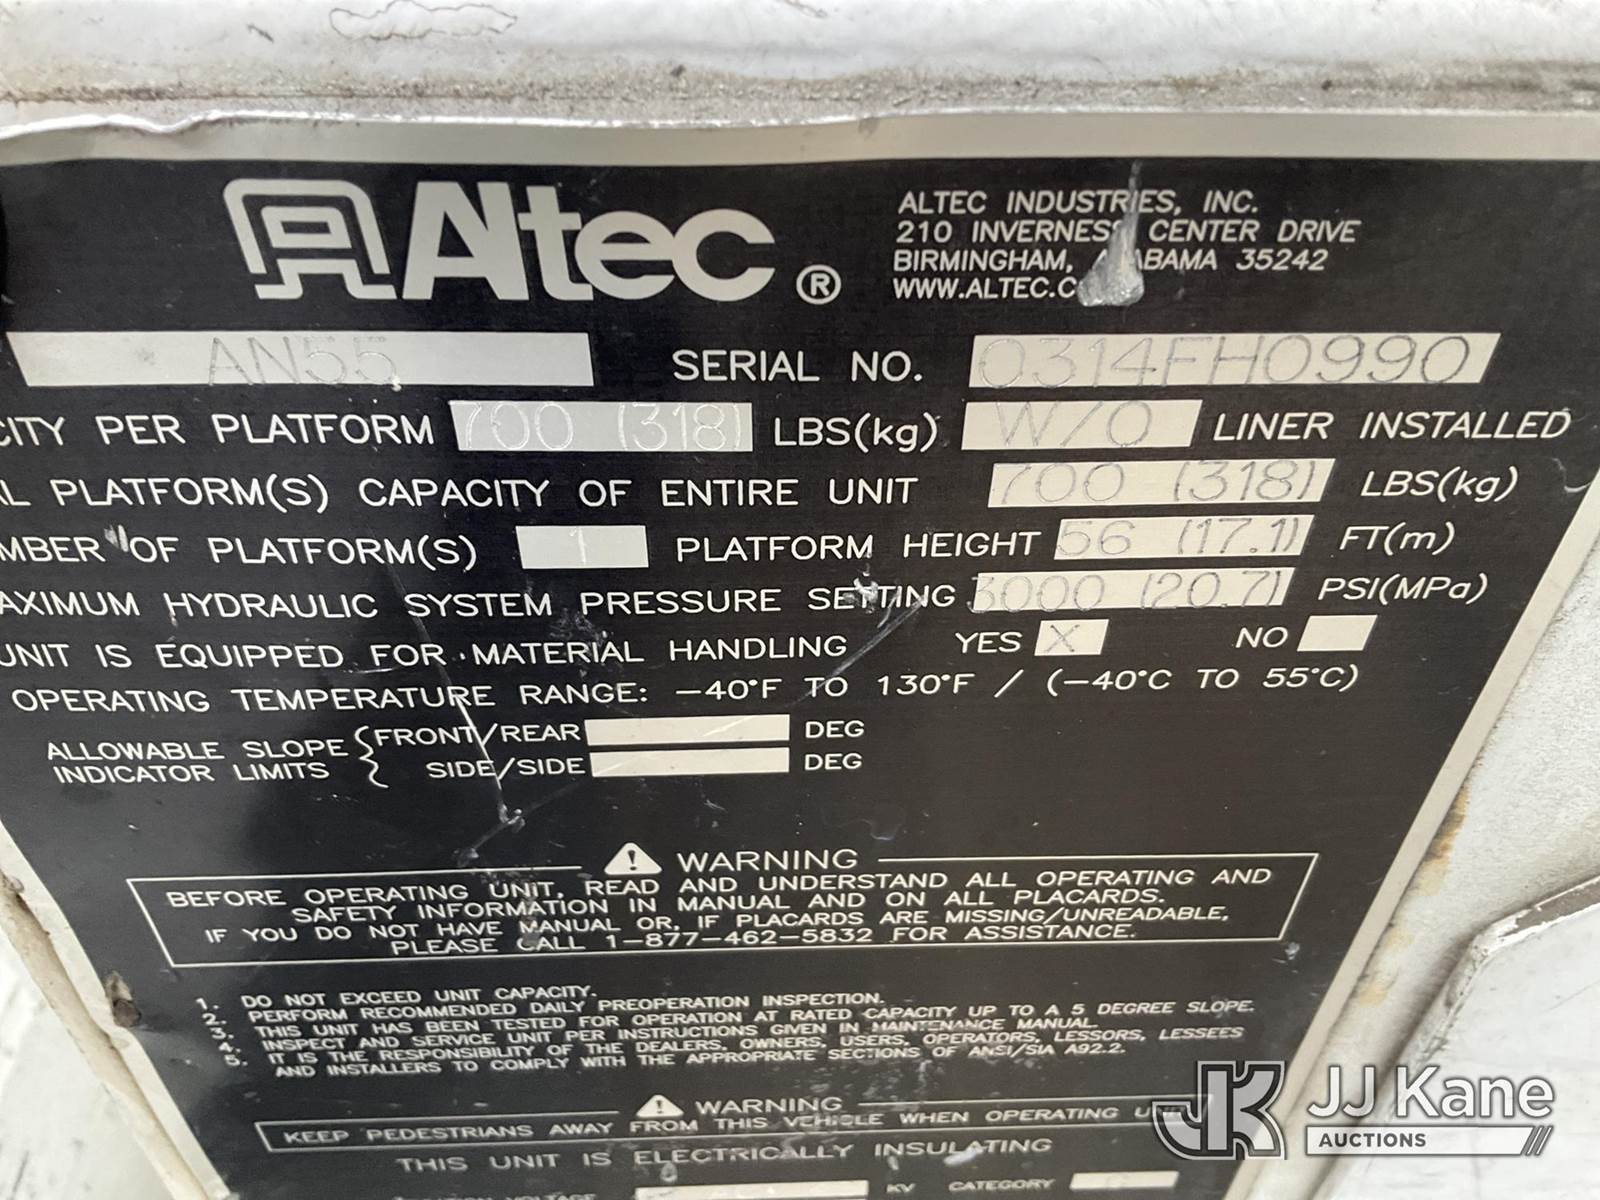 Altec ®
ALTEC INDUSTRIES, INC.
210 INVERNESS CENTER DRIVE
BIRMINGHAM, ALABAMA 35242
WWW.ALTEC.C
AN55 SERIAL NO. 0314FH0990
CITY PER PLATFORM 700 (318) LBS(kg) W/O LINER INSTALLED
AL PLATFORM(S) CAPACITY OF ENTIRE UNIT 700 (318) LBS(kg)
MBER OF PLATFORM(S) 1 PLATFORM HEIGHT 56 (17.1) FT(m)
AXIMUM HYDRAULIC SYSTEM PRESSURE SETTING 3000 (20.7) PSI(MPa)
UNIT IS EQUIPPED FOR MATERIAL HANDLING YES X NO
OPERATING TEMPERATURE RANGE: -40°F TO 130°F / (-40°C TO 55°C)
ALLOWABLE SLOPE { FRONT/REAR DEG
INDICATOR LIMITS SIDE/SIDE DEG
WARNING
BEFORE OPERATING UNIT, READ AND UNDERSTAND ALL OPERATING AND
SAFETY INFORMATION IN MANUAL AND ON ALL PLACARDS.
IF YOU DO NOT HAVE MANUAL OR, IF PLACARDS ARE MISSING/UNREADABLE,
PLEASE CALL 1-877-462-5832 FOR ASSISTANCE.
1. DO NOT EXCEED UNIT CAPACITY.
2. PERFORM RECOMMENDED DAILY PREOPERATION INSPECTION.
3. THIS UNIT HAS BEEN TESTED FOR OPERATION AT RATED CAPACITY UP TO A 5 DEGREE SLOPE.
4. INSPECT AND SERVICE UNIT PER INSTRUCTIONS GIVEN IN MAINTENANCE MANUAL.
5. IT IS THE RESPONSIBILITY OF THE DEALERS, OWNERS, USERS, OPERATORS, LESSORS, LESSEES
AND INSTALLERS TO COMPLY WITH THE APPROPRIATE SECTIONS OF ANSI/SIA A92.2.
WARNING
KEEP PEDESTRIANS AWAY FROM THIS VEHICLE WHEN OPERATING UNIT
THIS UNIT IS ELECTRICALLY INSULATING
VOLTAGE KV CATEGORY
JK JJ Kane
AUCTIONS